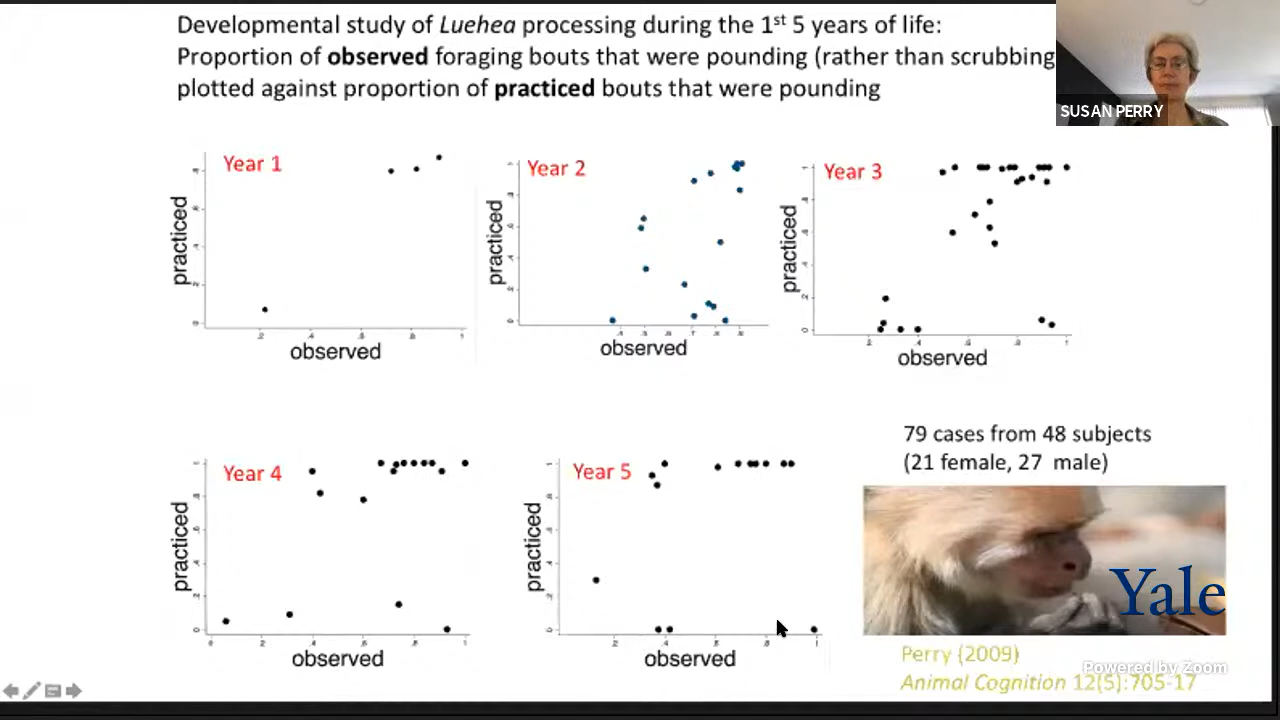 Developmental study of Luehea processing during the 1st 5 years of life:
Proportion of observed foraging bouts that were pounding (rather than scrubbing
plotted against proportion of practiced bouts that were pounding
SUSAN PERRY
Year 1
practiced
observed
Year 2
practiced
observed
Year 3
practiced
observed
Year 4
practiced
observed
Year 5
practiced
observed
79 cases from 48 subjects
(21 female, 27 male)
Yale
Perry (2009)
Powered by Zoom
Animal Cognition 12(5):705-17